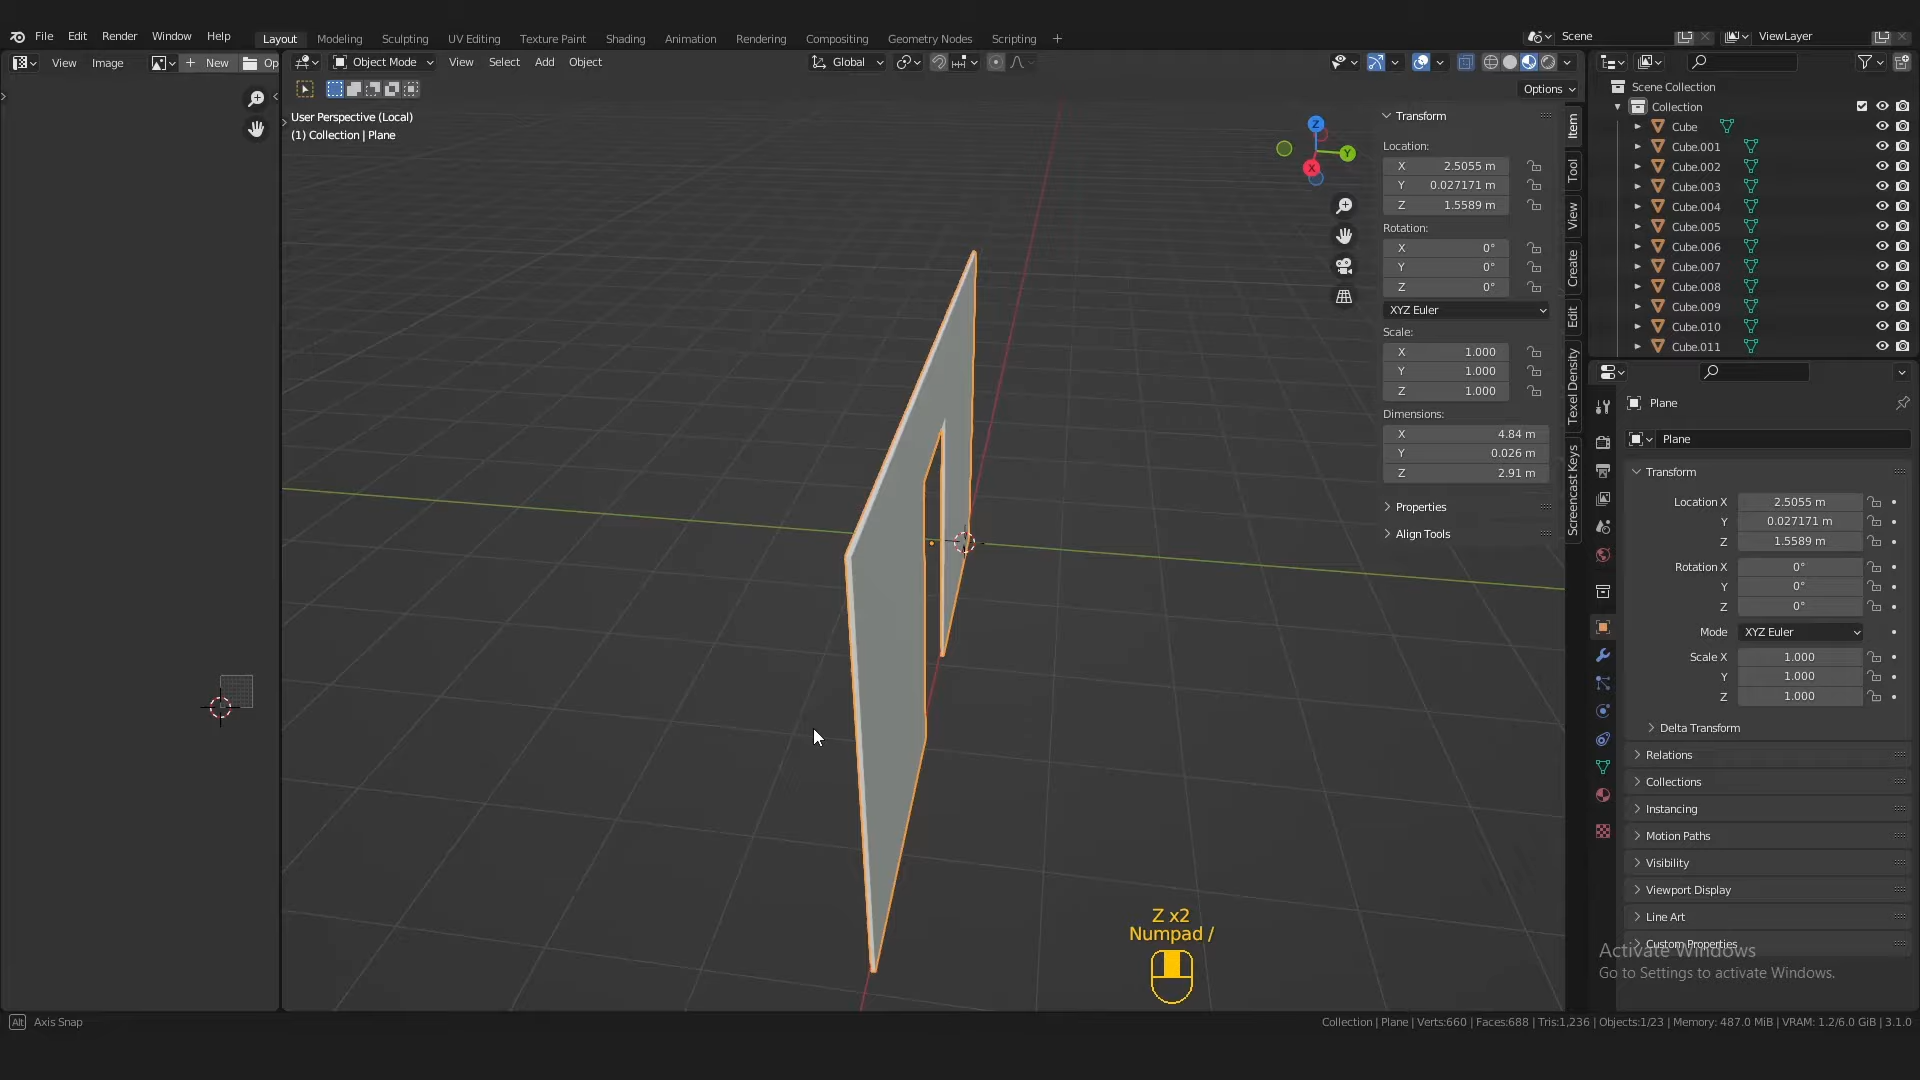 File Edit Render Window Help
Layout Modeling Sculpting UV Editing Texture Paint Shading Animation Rendering Compositing Geometry Nodes Scripting +
Scene
ViewLayer
View Image + New Op
Object Mode View Select Add Object
Global
Options
User Perspective (Local)
(1) Collection | Plane
Z
Y
X
Transform
Location:
X 2.5055 m
Y 0.027171 m
Z 1.5589 m
Rotation:
X 0°
Y 0°
Z 0°
XYZ Euler
Scale:
X 1.000
Y 1.000
Z 1.000
Dimensions:
X 4.84 m
Y 0.026 m
Z 2.91 m
Properties
Align Tools
Item
Tool
View
Create
Edit
Texel Density
Screencast Keys
Scene Collection
Collection
Cube
Cube.001
Cube.002
Cube.003
Cube.004
Cube.005
Cube.006
Cube.007
Cube.008
Cube.009
Cube.010
Cube.011
Plane
Plane
Transform
Location X 2.5055 m
Y 0.027171 m
Z 1.5589 m
Rotation X 0°
Y 0°
Z 0°
Mode XYZ Euler
Scale X 1.000
Y 1.000
Z 1.000
Delta Transform
Relations
Collections
Instancing
Motion Paths
Visibility
Viewport Display
Line Art
Custom Properties
Activate Windows
Go to Settings to activate Windows.
Z x2
Numpad /
Alt Axis Snap
Collection | Plane | Verts:660 | Faces:688 | Tris:1,236 | Objects:1/23 | Memory: 487.0 MiB | VRAM: 1.2/6.0 GiB | 3.1.0